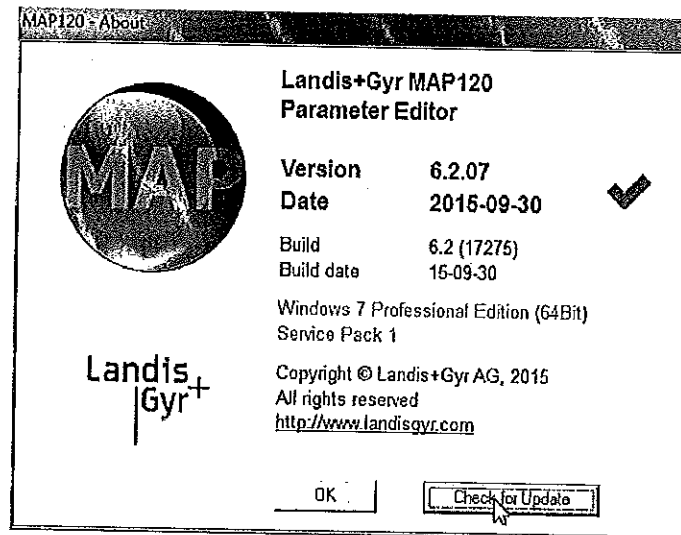 MAP120 - About
Landis+Gyr MAP120
Parameter Editor
MAP
Version 6.2.07
Date 2015-09-30
Build 6.2 (17275)
Build date 15-09-30
Windows 7 Professional Edition (64Bit)
Service Pack 1
Landis
Gyr+
Copyright © Landis+Gyr AG, 2015
All rights reserved
http://www.landisgyr.com
OK
Check for Update